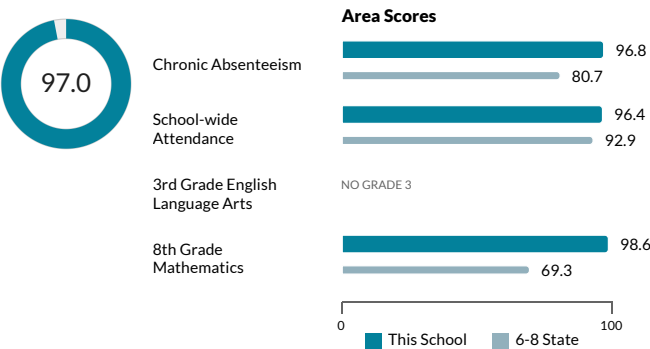 Area Scores
97.0
Chronic Absenteeism
96.8
80.7
School-wide
Attendance
96.4
92.9
3rd Grade English
Language Arts
NO GRADE 3
8th Grade
Mathematics
98.6
69.3
0
100
This School
6-8 State